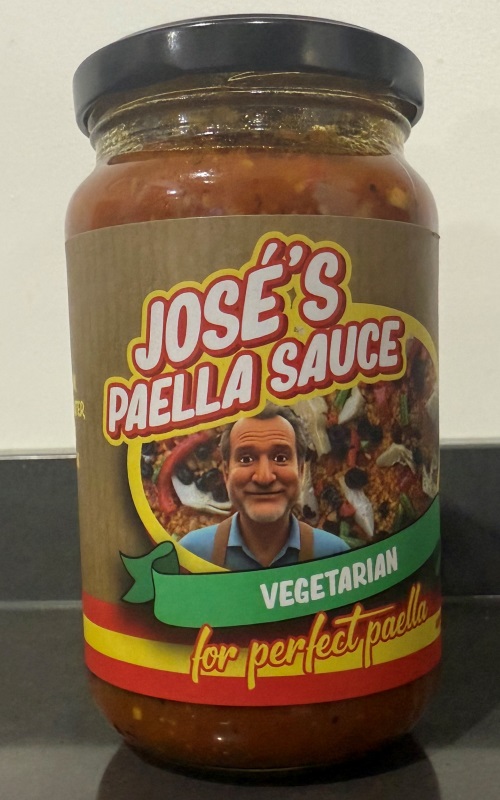 JOSÉ'S
PAELLA SAUCE
VEGETARIAN
for perfect paella